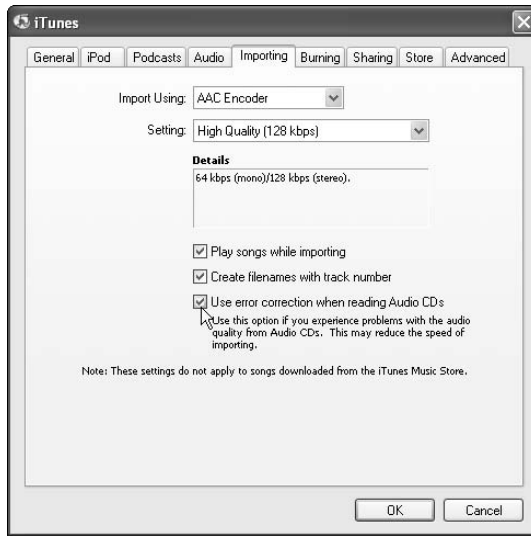 iTunes
General iPod Podcasts Audio Importing Burning Sharing Store Advanced
Import Using: AAC Encoder
Setting: High Quality (128 kbps)
Details
64 kbps (mono)/128 kbps (stereo).
Play songs while importing
Create filenames with track number
Use error correction when reading Audio CDs
Use this option if you experience problems with the audio
quality from Audio CDs. This may reduce the speed of
importing.
Note: These settings do not apply to songs downloaded from the iTunes Music Store.
OK Cancel